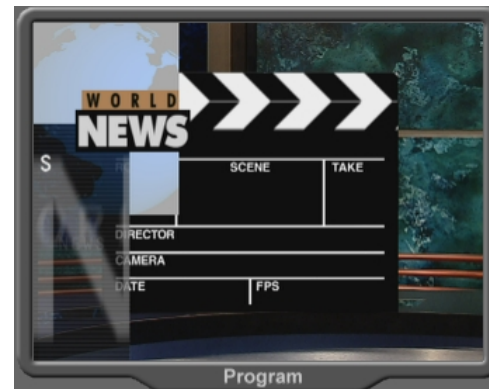 WORLD
NEWS
S
SCENE TAKE
N
DIRECTOR
CAMERA
DATE FPS
Program